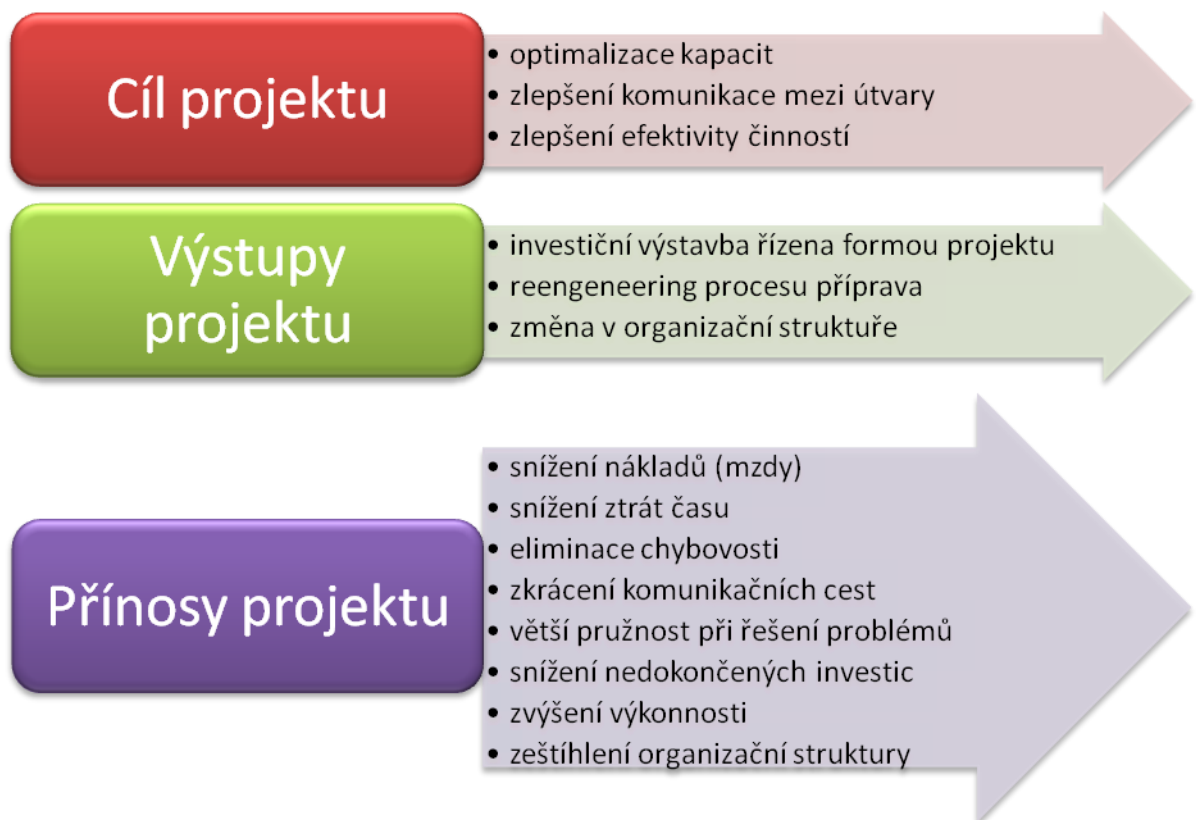 Cíl projektu
• optimalizace kapacit
• zlepšení komunikace mezi útvary
• zlepšení efektivity činností
Výstupy
projektu
• investiční výstavba řízena formou projektu
• reengeneering procesu příprava
• změna v organizační struktuře
Přínosy projektu
• snížení nákladů (mzdy)
• snížení ztrát času
• eliminace chybovosti
• zkrácení komunikačních cest
• větší pružnost při řešení problémů
• snížení nedokončených investic
• zvýšení výkonnosti
• zeštíhlení organizační struktury